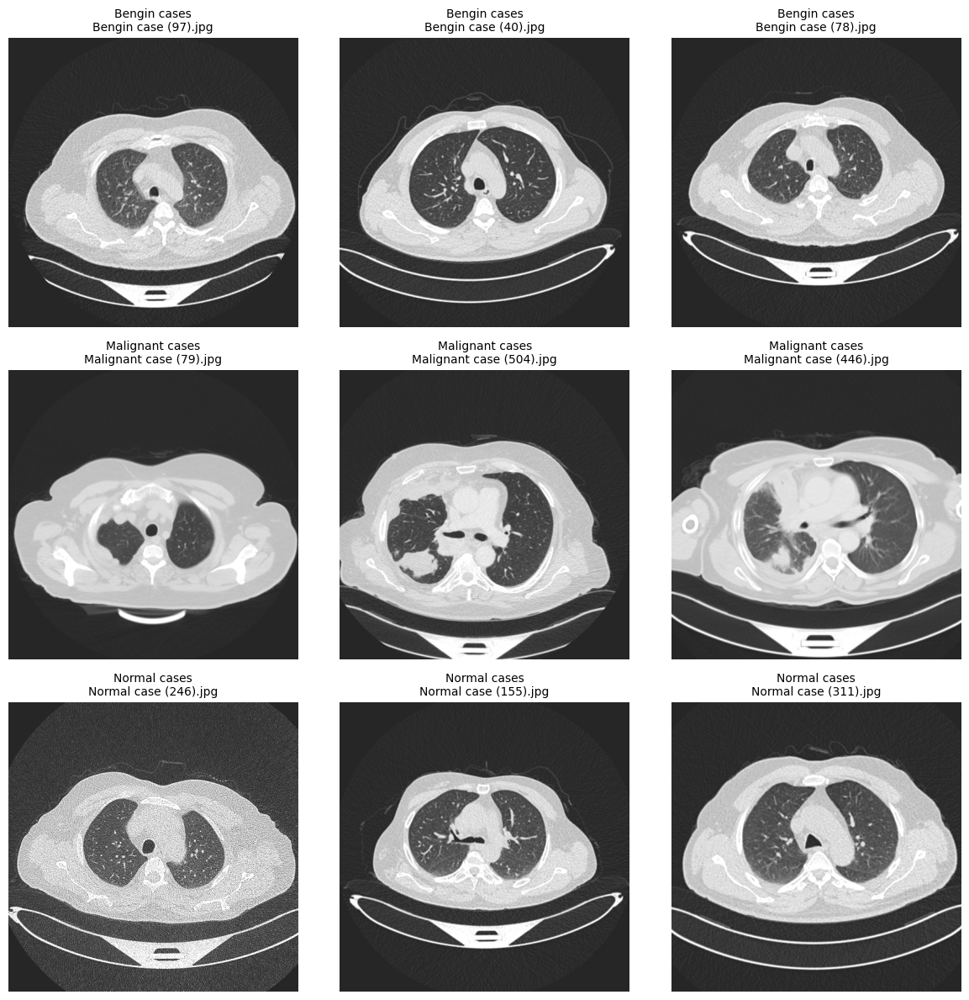 Bengin cases
Bengin case (97).jpg
Bengin cases
Bengin case (40).jpg
Bengin cases
Bengin case (78).jpg
Malignant cases
Malignant case (79).jpg
Malignant cases
Malignant case (504).jpg
Malignant cases
Malignant case (446).jpg
Normal cases
Normal case (246).jpg
Normal cases
Normal case (155).jpg
Normal cases
Normal case (311).jpg